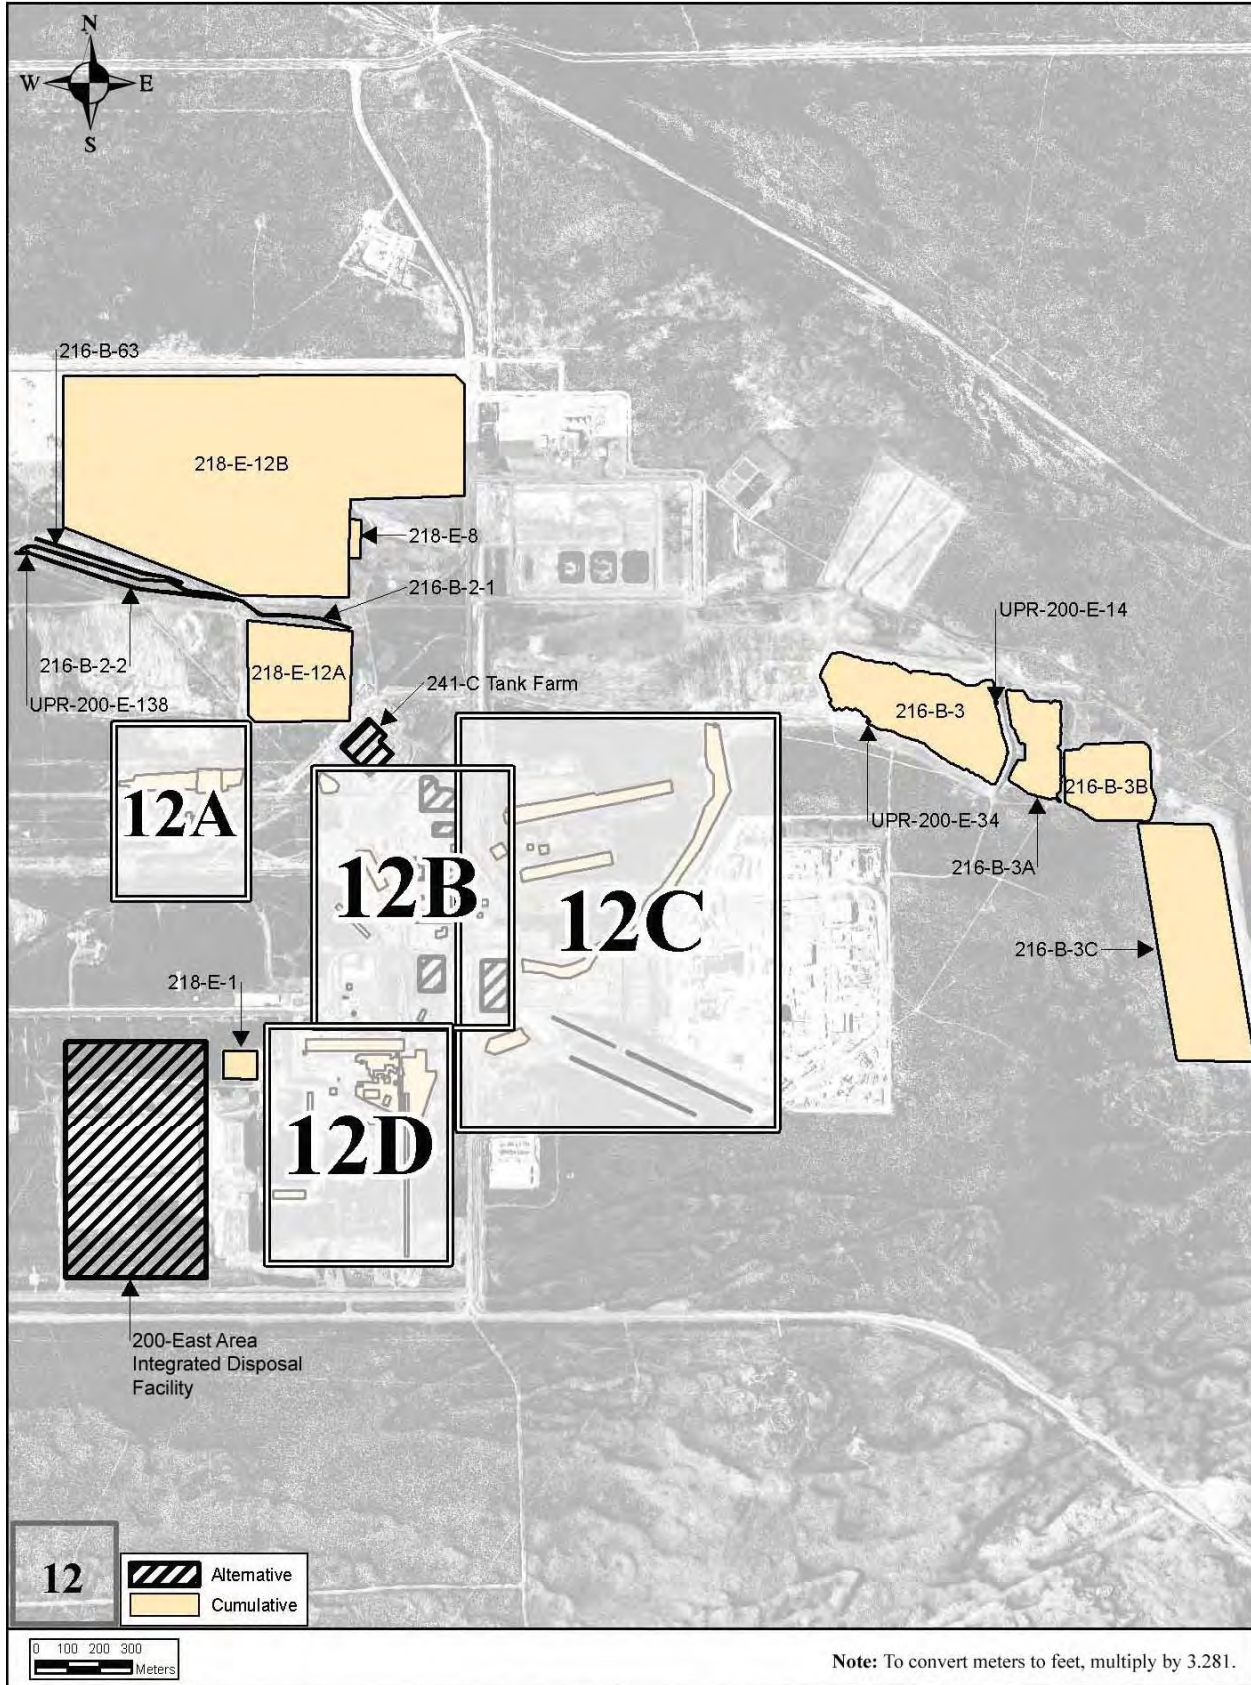 N
W E
S
216-B-63
218-E-12B
218-E-8
216-B-2-1
UPR-200-E-14
216-B-2-2
218-E-12A
241-C Tank Farm
UPR-200-E-138
216-B-3
216-B-3B
12A
UPR-200-E-34
216-B-3A
12B
12C
216-B-3C
218-E-1
12D
200-East Area
Integrated Disposal
Facility
12
Alternative
Cumulative
0 100 200 300
Meters
Note: To convert meters to feet, multiply by 3.281.